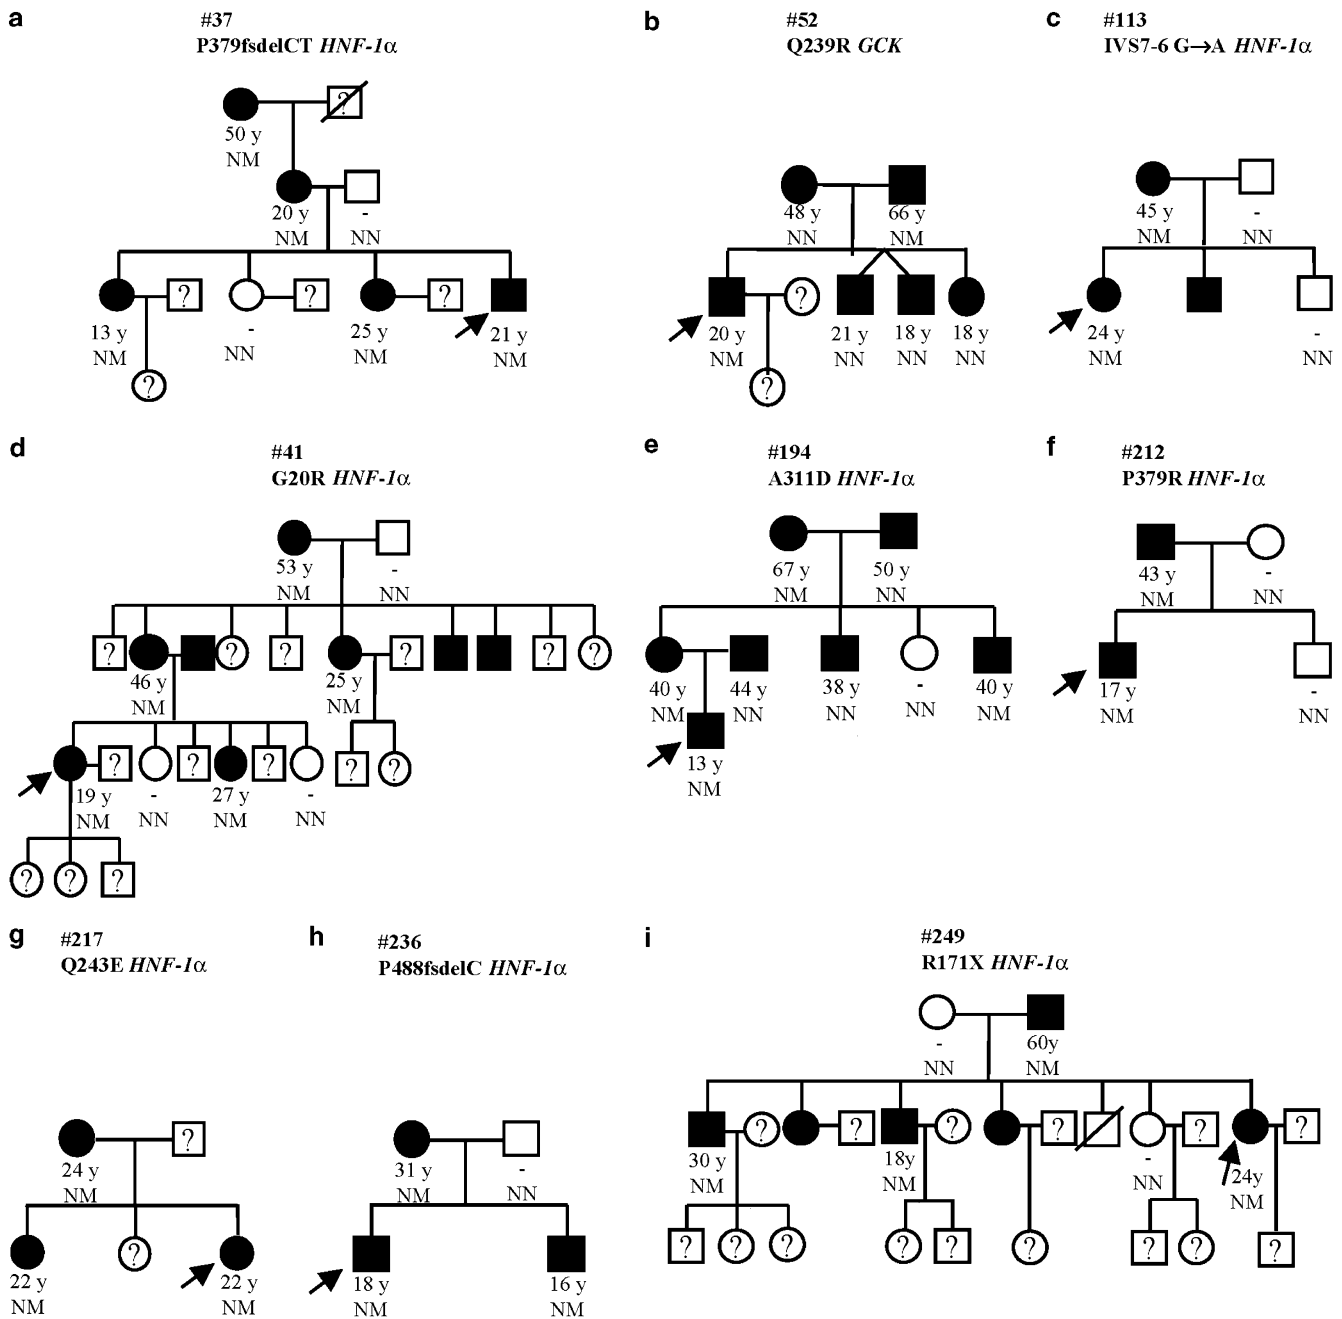 a
#37
P379fsdelCT HNF-1α
?
50 y
NM
20 y
-
NM
NN
?
?
?
13 y
-
25 y
21 y
NM
NN
NM
NM
?
b
#52
Q239R GCK
48 y
66 y
NN
NM
?
20 y
21 y
18 y
18 y
NM
NN
NN
NN
?
c
#113
IVS7-6 G→A HNF-1α
45 y
-
NM
NN
24 y
-
NM
NN
d
#41
G20R HNF-1α
53 y
-
NM
NN
?
?
?
?
?
?
46 y
25 y
NM
NM
?
?
?
?
?
19 y
-
27 y
-
NM
NN
NM
NN
?
?
?
e
#194
A311D HNF-1α
67 y
50 y
NM
NN
40 y
44 y
38 y
-
40 y
NM
NN
NN
NN
NM
13 y
NM
f
#212
P379R HNF-1α
43 y
-
NM
NN
17 y
-
NM
NN
g
#217
Q243E HNF-1α
?
24 y
NM
?
22 y
22 y
NM
NM
h
#236
P488fsdelC HNF-1α
31 y
-
NM
NN
18 y
16 y
NM
NM
i
#249
R171X HNF-1α
-
60y
NN
NM
?
?
?
?
?
?
30 y
18y
-
24y
NM
NM
NN
NM
?
?
?
?
?
?
?
?
?